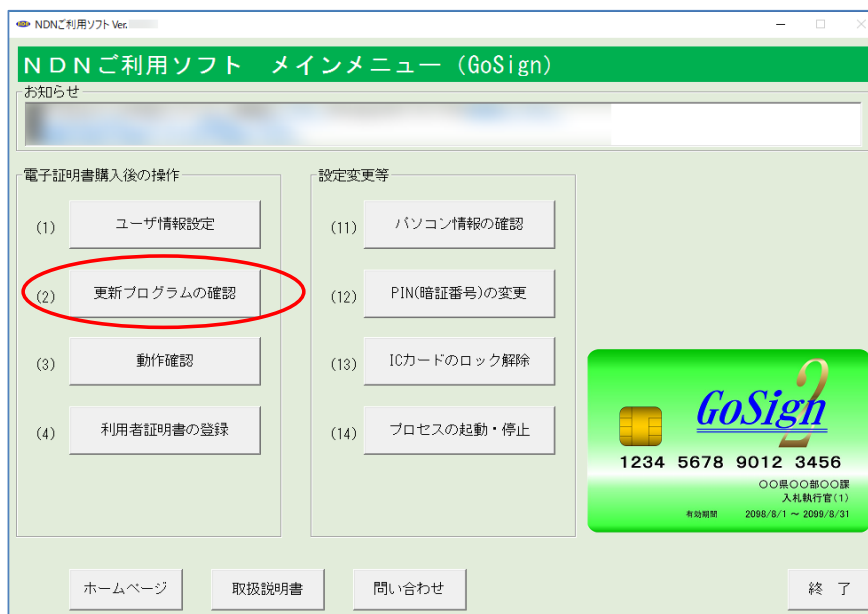 NDNご利用ソフト Ver.
ＮＤＮご利用ソフト　メインメニュー（GoSign）
お知らせ
電子証明書購入後の操作
(1) ユーザ情報設定
(2) 更新プログラムの確認
(3) 動作確認
(4) 利用者証明書の登録
設定変更等
(11) パソコン情報の確認
(12) PIN(暗証番号)の変更
(13) ICカードのロック解除
(14) プロセスの起動・停止
GoSign
2
1234 5678 9012 3456
〇〇県〇〇部〇〇課
入札執行官(1)
有効期間 2098/8/1 ～ 2099/8/31
ホームページ
取扱説明書
問い合わせ
終 了